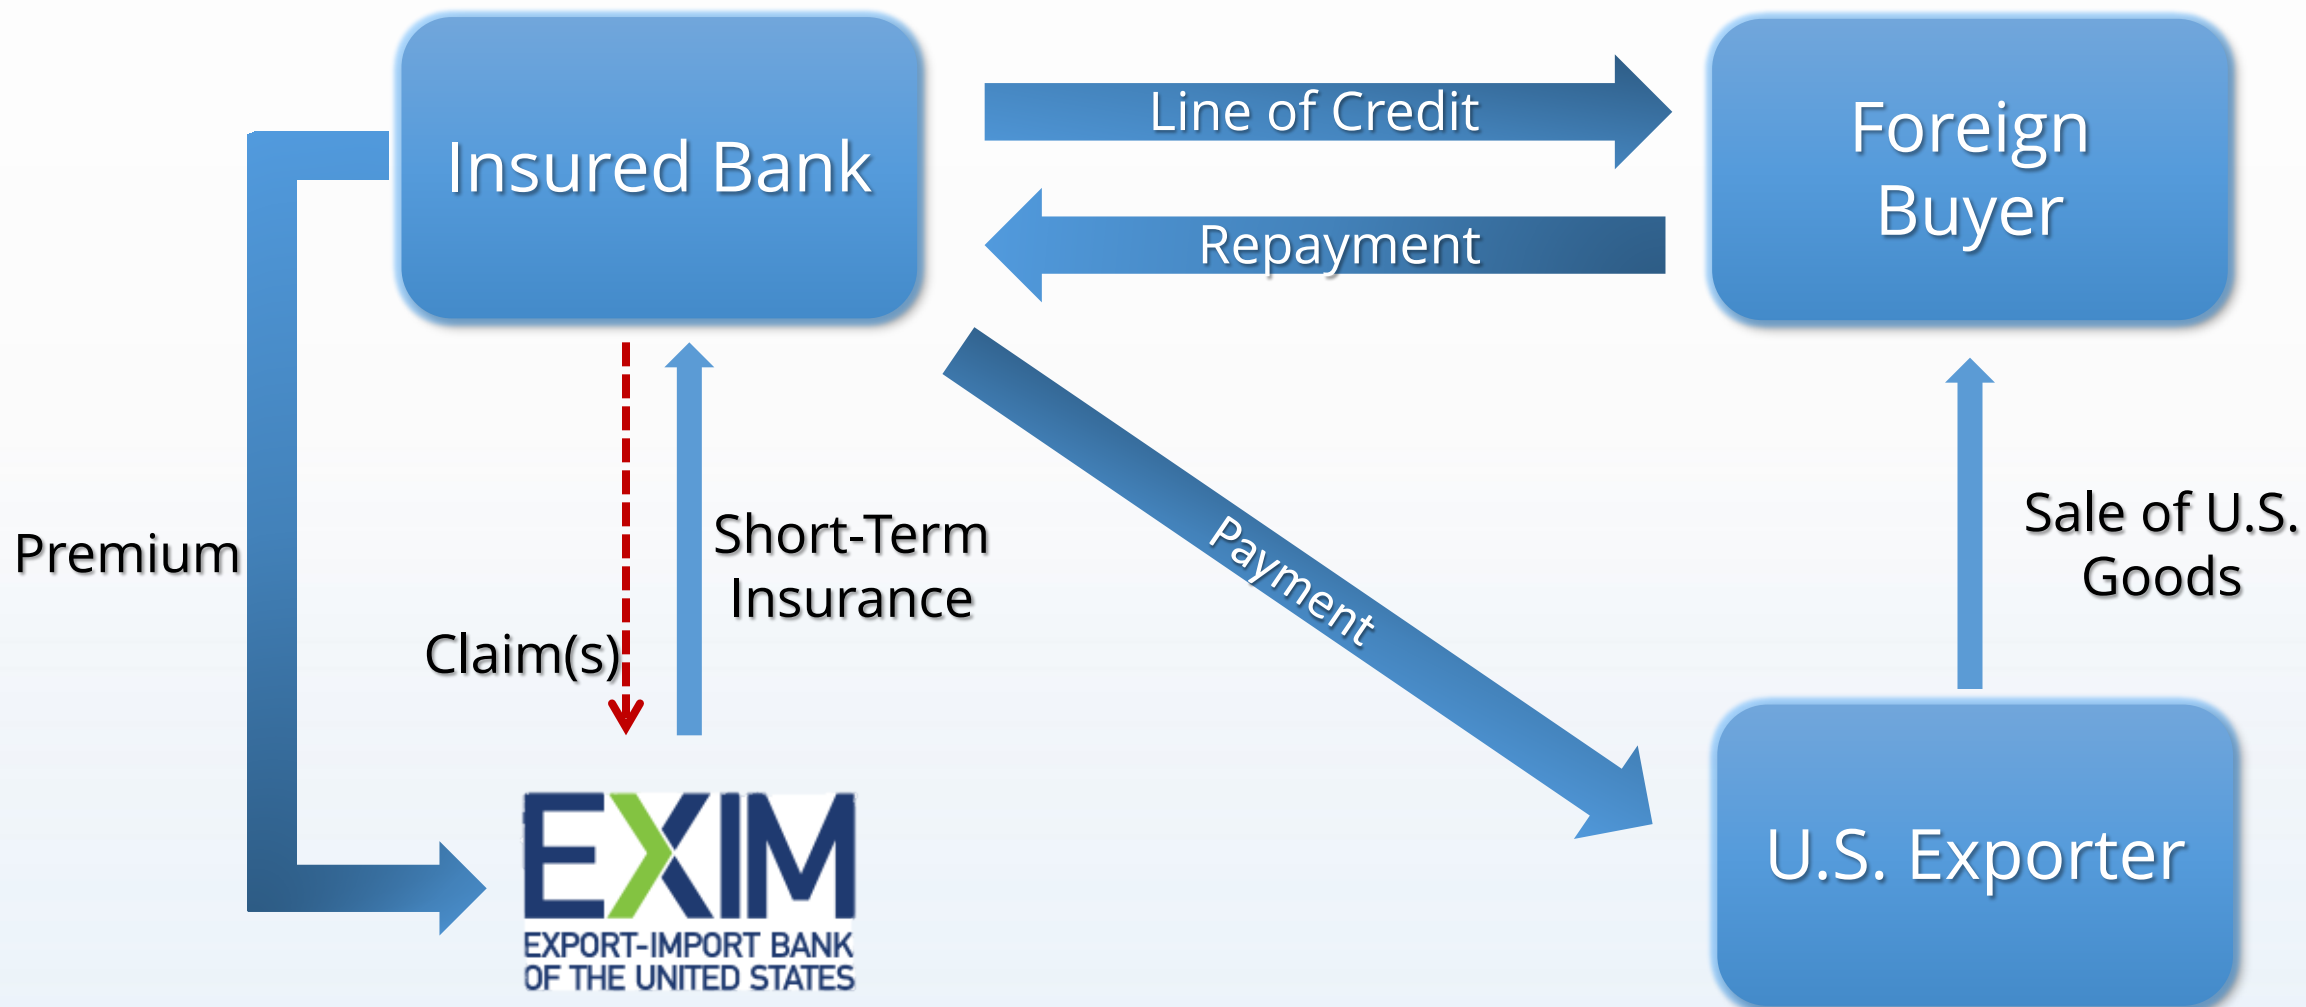 Insured Bank
Line of Credit
Foreign
Buyer
Repayment
Premium
Short-Term
Insurance
Claim(s)
Payment
Sale of U.S.
Goods
EXIM
EXPORT-IMPORT BANK
OF THE UNITED STATES
U.S. Exporter